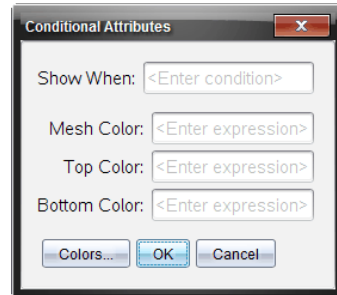 Conditional Attributes
Show When: <Enter condition>
Mesh Color: <Enter expression>
Top Color: <Enter expression>
Bottom Color: <Enter expression>
Colors... OK Cancel